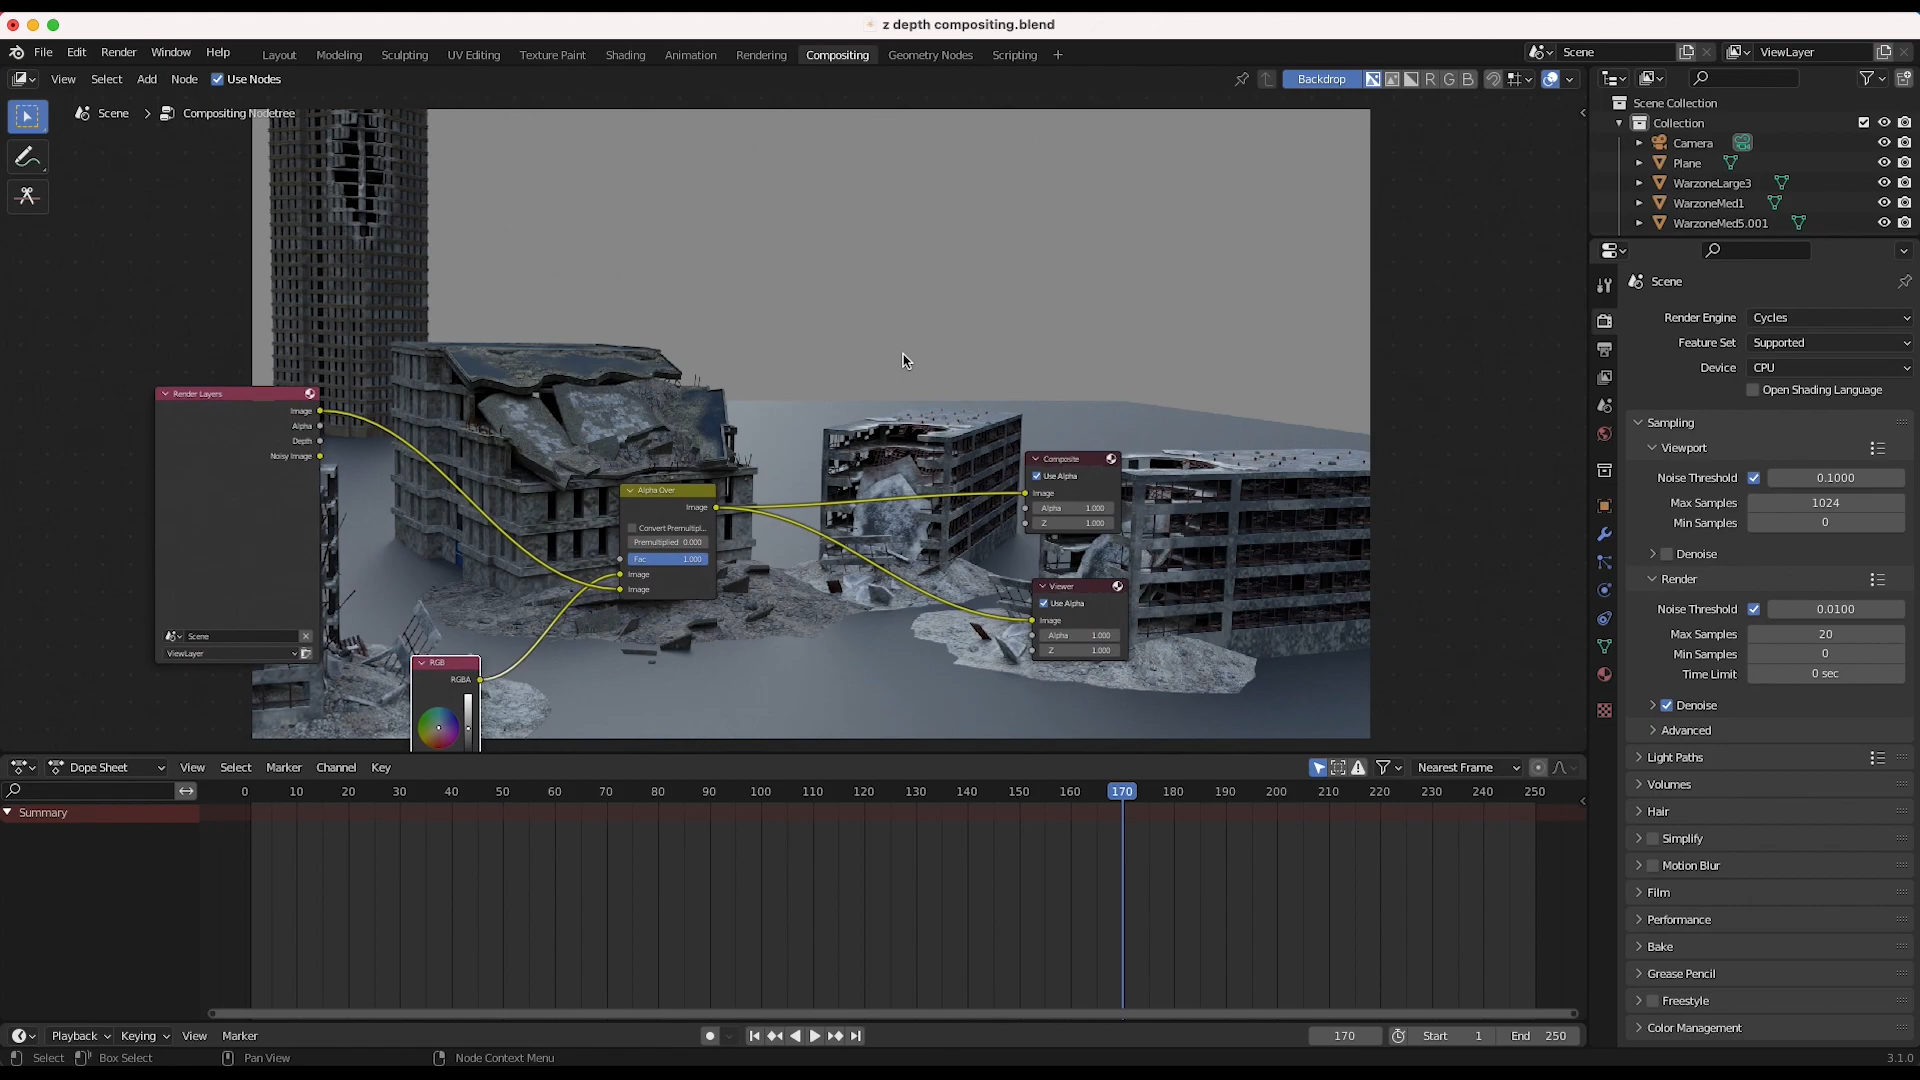 z depth compositing.blend
File Edit Render Window Help Layout Modeling Sculpting UV Editing Texture Paint Shading Animation Rendering Compositing Geometry Nodes Scripting + Scene ViewLayer
View Select Add Node Use Nodes Backdrop R G B
Scene > Compositing Nodetree
Scene Collection
Collection
Camera
Plane
WarzoneLarge3
WarzoneMed1
WarzoneMed5.001
Scene
Render Engine Cycles
Feature Set Supported
Device CPU
Open Shading Language
Sampling
Viewport
Noise Threshold 0.1000
Max Samples 1024
Min Samples 0
Denoise
Render
Noise Threshold 0.0100
Max Samples 20
Min Samples 0
Time Limit 0 sec
Denoise
Advanced
Light Paths
Volumes
Hair
Simplify
Motion Blur
Film
Performance
Bake
Grease Pencil
Freestyle
Color Management
Render Layers
Image
Alpha
Depth
Noisy Image
Scene
ViewLayer
Alpha Over
Image
Convert Premultipl...
Premultiplied 0.000
Fac 1.000
Image
Image
RGB
RGBA
Composite
Use Alpha
Image
Alpha 1.000
Z 1.000
Viewer
Use Alpha
Image
Alpha 1.000
Z 1.000
Dope Sheet View Select Marker Channel Key Nearest Frame
0 10 20 30 40 50 60 70 80 90 100 110 120 130 140 150 160 170 180 190 200 210 220 230 240 250
Summary
Playback Keying View Marker 170 Start 1 End 250
Select Box Select Pan View Node Context Menu 3.1.0